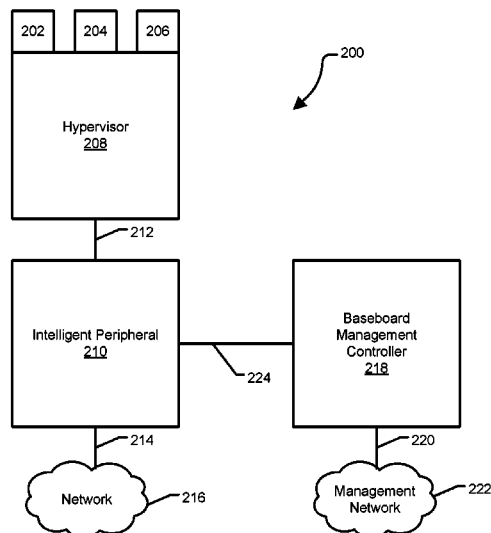 202
204
206
200
Hypervisor
208
212
Intelligent Peripheral
210
Baseboard
Management
Controller
218
224
214
220
Network
216
Management
Network
222